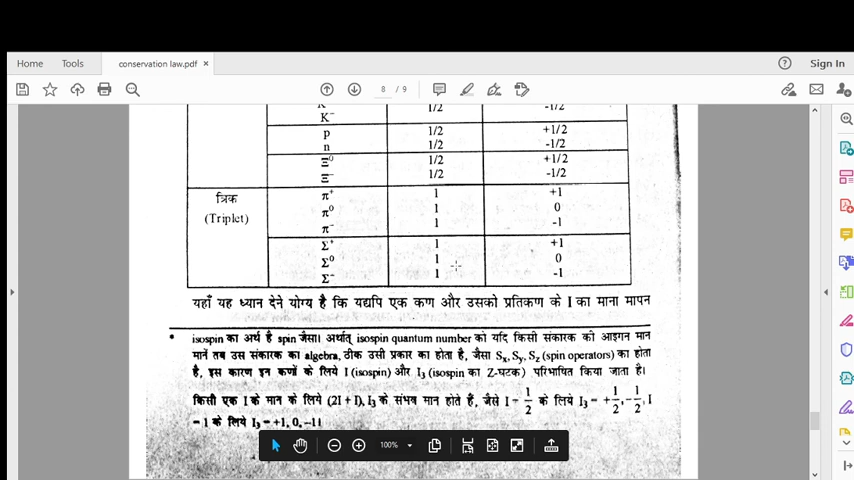 Home Tools conservation law.pdf × Sign In
8 / 9
K⁻ 1/2 -1/2
p 1/2 +1/2
n 1/2 -1/2
Ξ⁰ 1/2 +1/2
Ξ⁻ 1/2 -1/2
त्रिक π⁺ 1 +1
(Triplet) π⁰ 1 0
π⁻ 1 -1
Σ⁺ 1 +1
Σ⁰ 1 0
Σ⁻ 1 -1
यहाँ यह ध्यान देने योग्य है कि यद्यपि एक कण और उसको प्रतिकण के I का माना मापन
* isospin का अर्थ है spin जैसा। अर्थात् isospin quantum number को यदि किसी संकारक की आइगन मान
मानें तब उस संकारक का algebra, ठीक उसी प्रकार का होता है, जैसा Sₓ, Sᵧ, S_z (spin operators) का होता
है, इस कारण इन कणों के लिये I (isospin) और I₃ (isospin का Z-घटक) परिभाषित किया जाता है।
किसी एक I के मान के लिये (2I + I), I₃ के संभव मान होते हैं, जैसे I - 1/2 के लिये I₃ = +1/2, -1/2, I
= 1 के लिये I₃ = +1, 0, -1।
100%